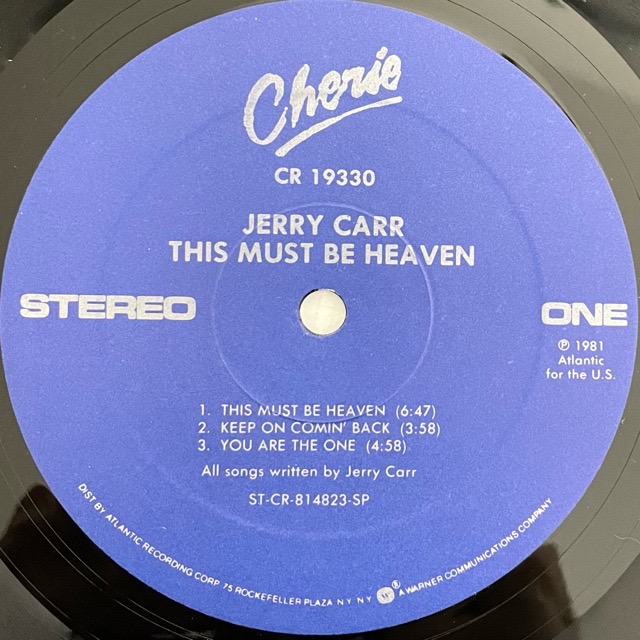 Cherie
CR 19330
JERRY CARR
THIS MUST BE HEAVEN
STEREO
ONE
℗ 1981
Atlantic
for the U.S.
1. THIS MUST BE HEAVEN (6:47)
2. KEEP ON COMIN' BACK (3:58)
3. YOU ARE THE ONE (4:58)
All songs written by Jerry Carr
ST-CR-814823-SP
DIST BY ATLANTIC RECORDING CORP 75 ROCKEFELLER PLAZA N Y N Y W ® A WARNER COMMUNICATIONS COMPANY